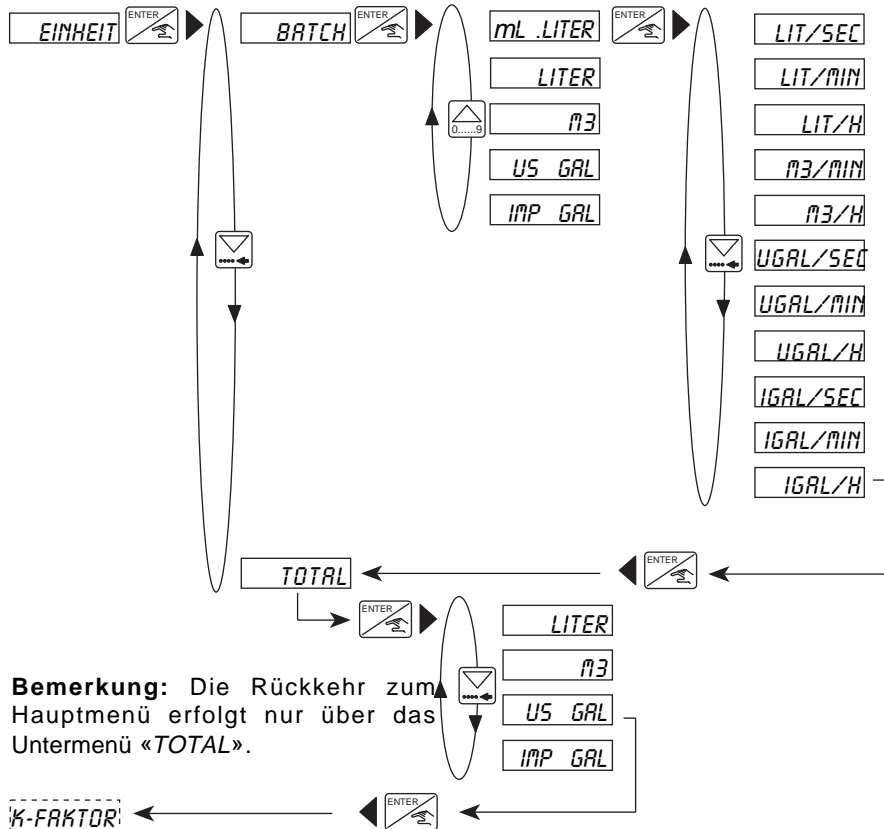 EINHEIT ENTER BATCH ENTER mL .LITER ENTER LIT/SEC
LITER LIT/MIN
0......9 M3 LIT/H
US GAL M3/MIN
IMP GAL M3/H
UGAL/SEC
UGAL/MIN
UGAL/H
IGAL/SEC
IGAL/MIN
IGAL/H
TOTAL ENTER
ENTER LITER
M3
US GAL
IMP GAL
Bemerkung: Die Rückkehr zum
Hauptmenü erfolgt nur über das
Untermenü «TOTAL».
K-FAKTOR ENTER